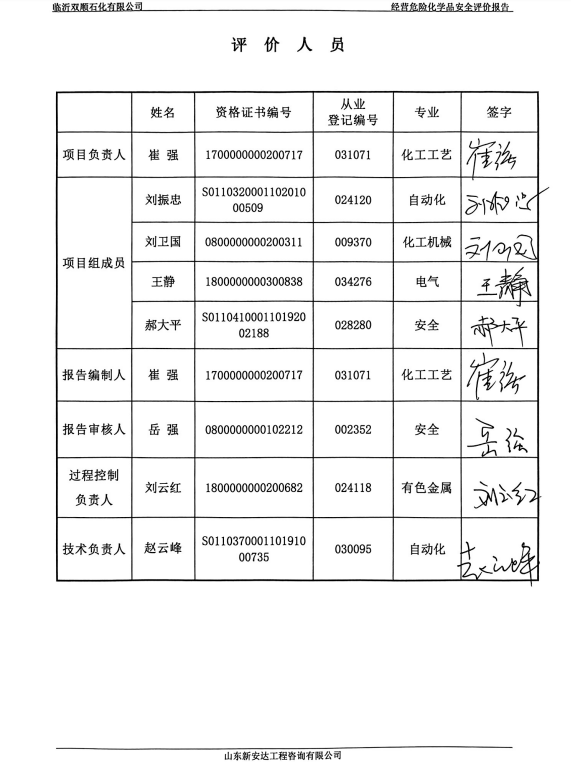 临沂双顺石化有限公司 经营危险化学品安全评价报告
评 价 人 员
姓名 资格证书编号 从业登记编号 专业 签字
项目负责人 崔 强 1700000000200717 031071 化工工艺 崔强
项目组成员 刘振忠 S011032000110201000509 024120 自动化 刘振忠
刘卫国 0800000000200311 009370 化工机械 刘卫国
王静 1800000000300838 034276 电气 王静
郝大平 S011041000110192002188 028280 安全 郝大平
报告编制人 崔 强 1700000000200717 031071 化工工艺 崔强
报告审核人 岳 强 0800000000102212 002352 安全 岳强
过程控制负责人 刘云红 1800000000200682 024118 有色金属 刘云红
技术负责人 赵云峰 S011037000110191000735 030095 自动化 赵云峰
山东新安达工程咨询有限公司